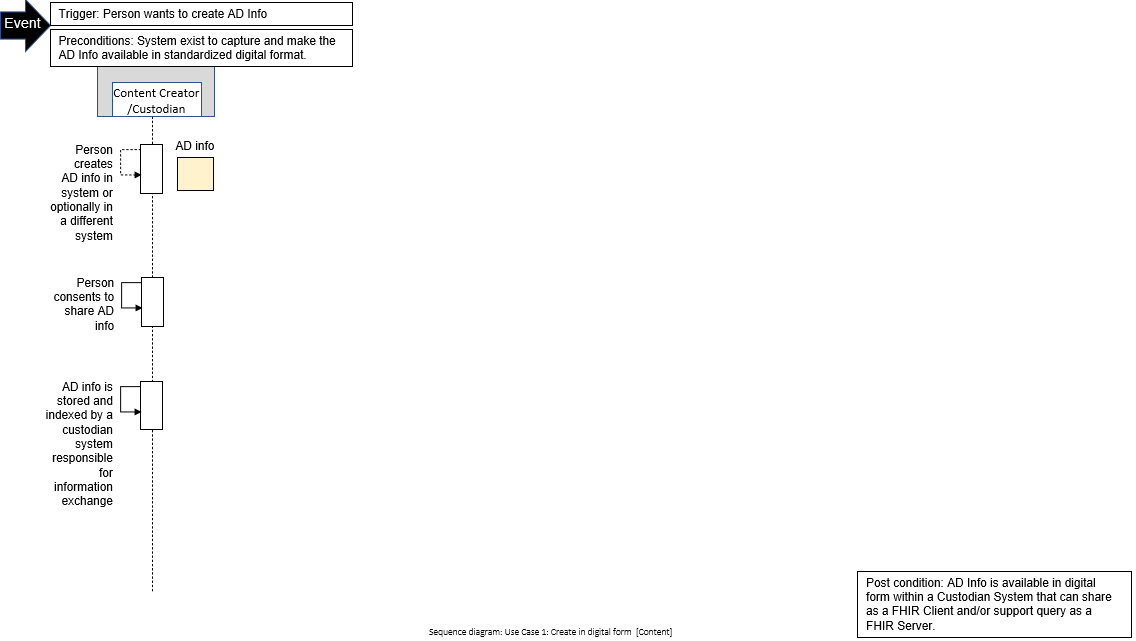 Event
Trigger: Person wants to create AD Info
Preconditions: System exist to capture and make the
AD Info available in standardized digital format.
Content Creator
/Custodian
Person
creates
AD info in
system or
optionally in
a different
system
AD info
Person
consents to
share AD
info
AD info is
stored and
indexed by a
custodian
system
responsible
for
information
exchange
Post condition: AD Info is available in digital
form within a Custodian System that can share
as a FHIR Client and/or support query as a
FHIR Server.
Sequence diagram: Use Case 1: Create in digital form [Content]